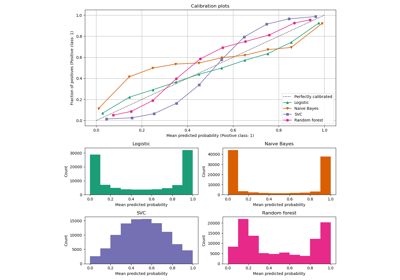 Calibration plots
Fraction of positives (Positive class: 1)
1.0
0.8
0.6
0.4
0.2
0.0
0.0 0.2 0.4 0.6 0.8 1.0
Mean predicted probability (Positive class: 1)
Perfectly calibrated
Logistic
Naive Bayes
SVC
Random forest
Logistic
Count
30000
20000
10000
0
0.0 0.2 0.4 0.6 0.8 1.0
Mean predicted probability
Naive Bayes
Count
40000
30000
20000
10000
0
0.0 0.2 0.4 0.6 0.8 1.0
Mean predicted probability
SVC
Count
15000
10000
5000
0
0.0 0.2 0.4 0.6 0.8 1.0
Mean predicted probability
Random forest
Count
20000
15000
10000
5000
0
0.0 0.2 0.4 0.6 0.8 1.0
Mean predicted probability